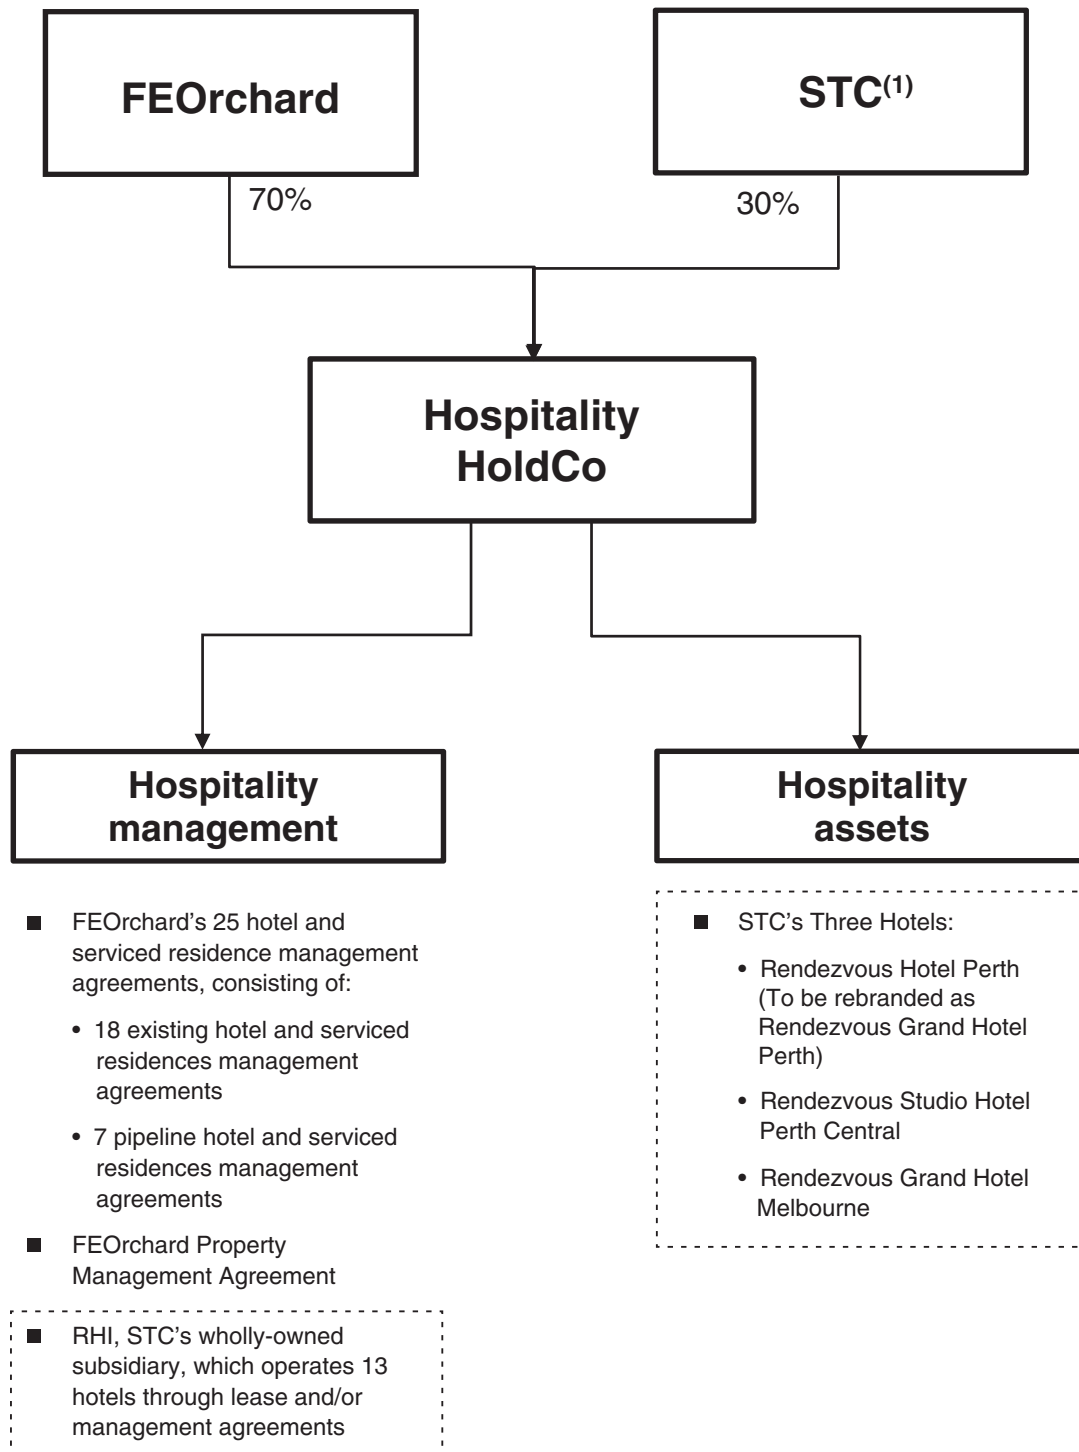 FEOrchard
STC(1)
70%
30%
Hospitality
HoldCo
Hospitality
management
Hospitality
assets
■ FEOrchard's 25 hotel and
serviced residence management
agreements, consisting of:
• 18 existing hotel and serviced
residences management
agreements
• 7 pipeline hotel and serviced
residences management
agreements
■ FEOrchard Property
Management Agreement
■ RHI, STC's wholly-owned
subsidiary, which operates 13
hotels through lease and/or
management agreements
■ STC's Three Hotels:
• Rendezvous Hotel Perth
(To be rebranded as
Rendezvous Grand Hotel
Perth)
• Rendezvous Studio Hotel
Perth Central
• Rendezvous Grand Hotel
Melbourne